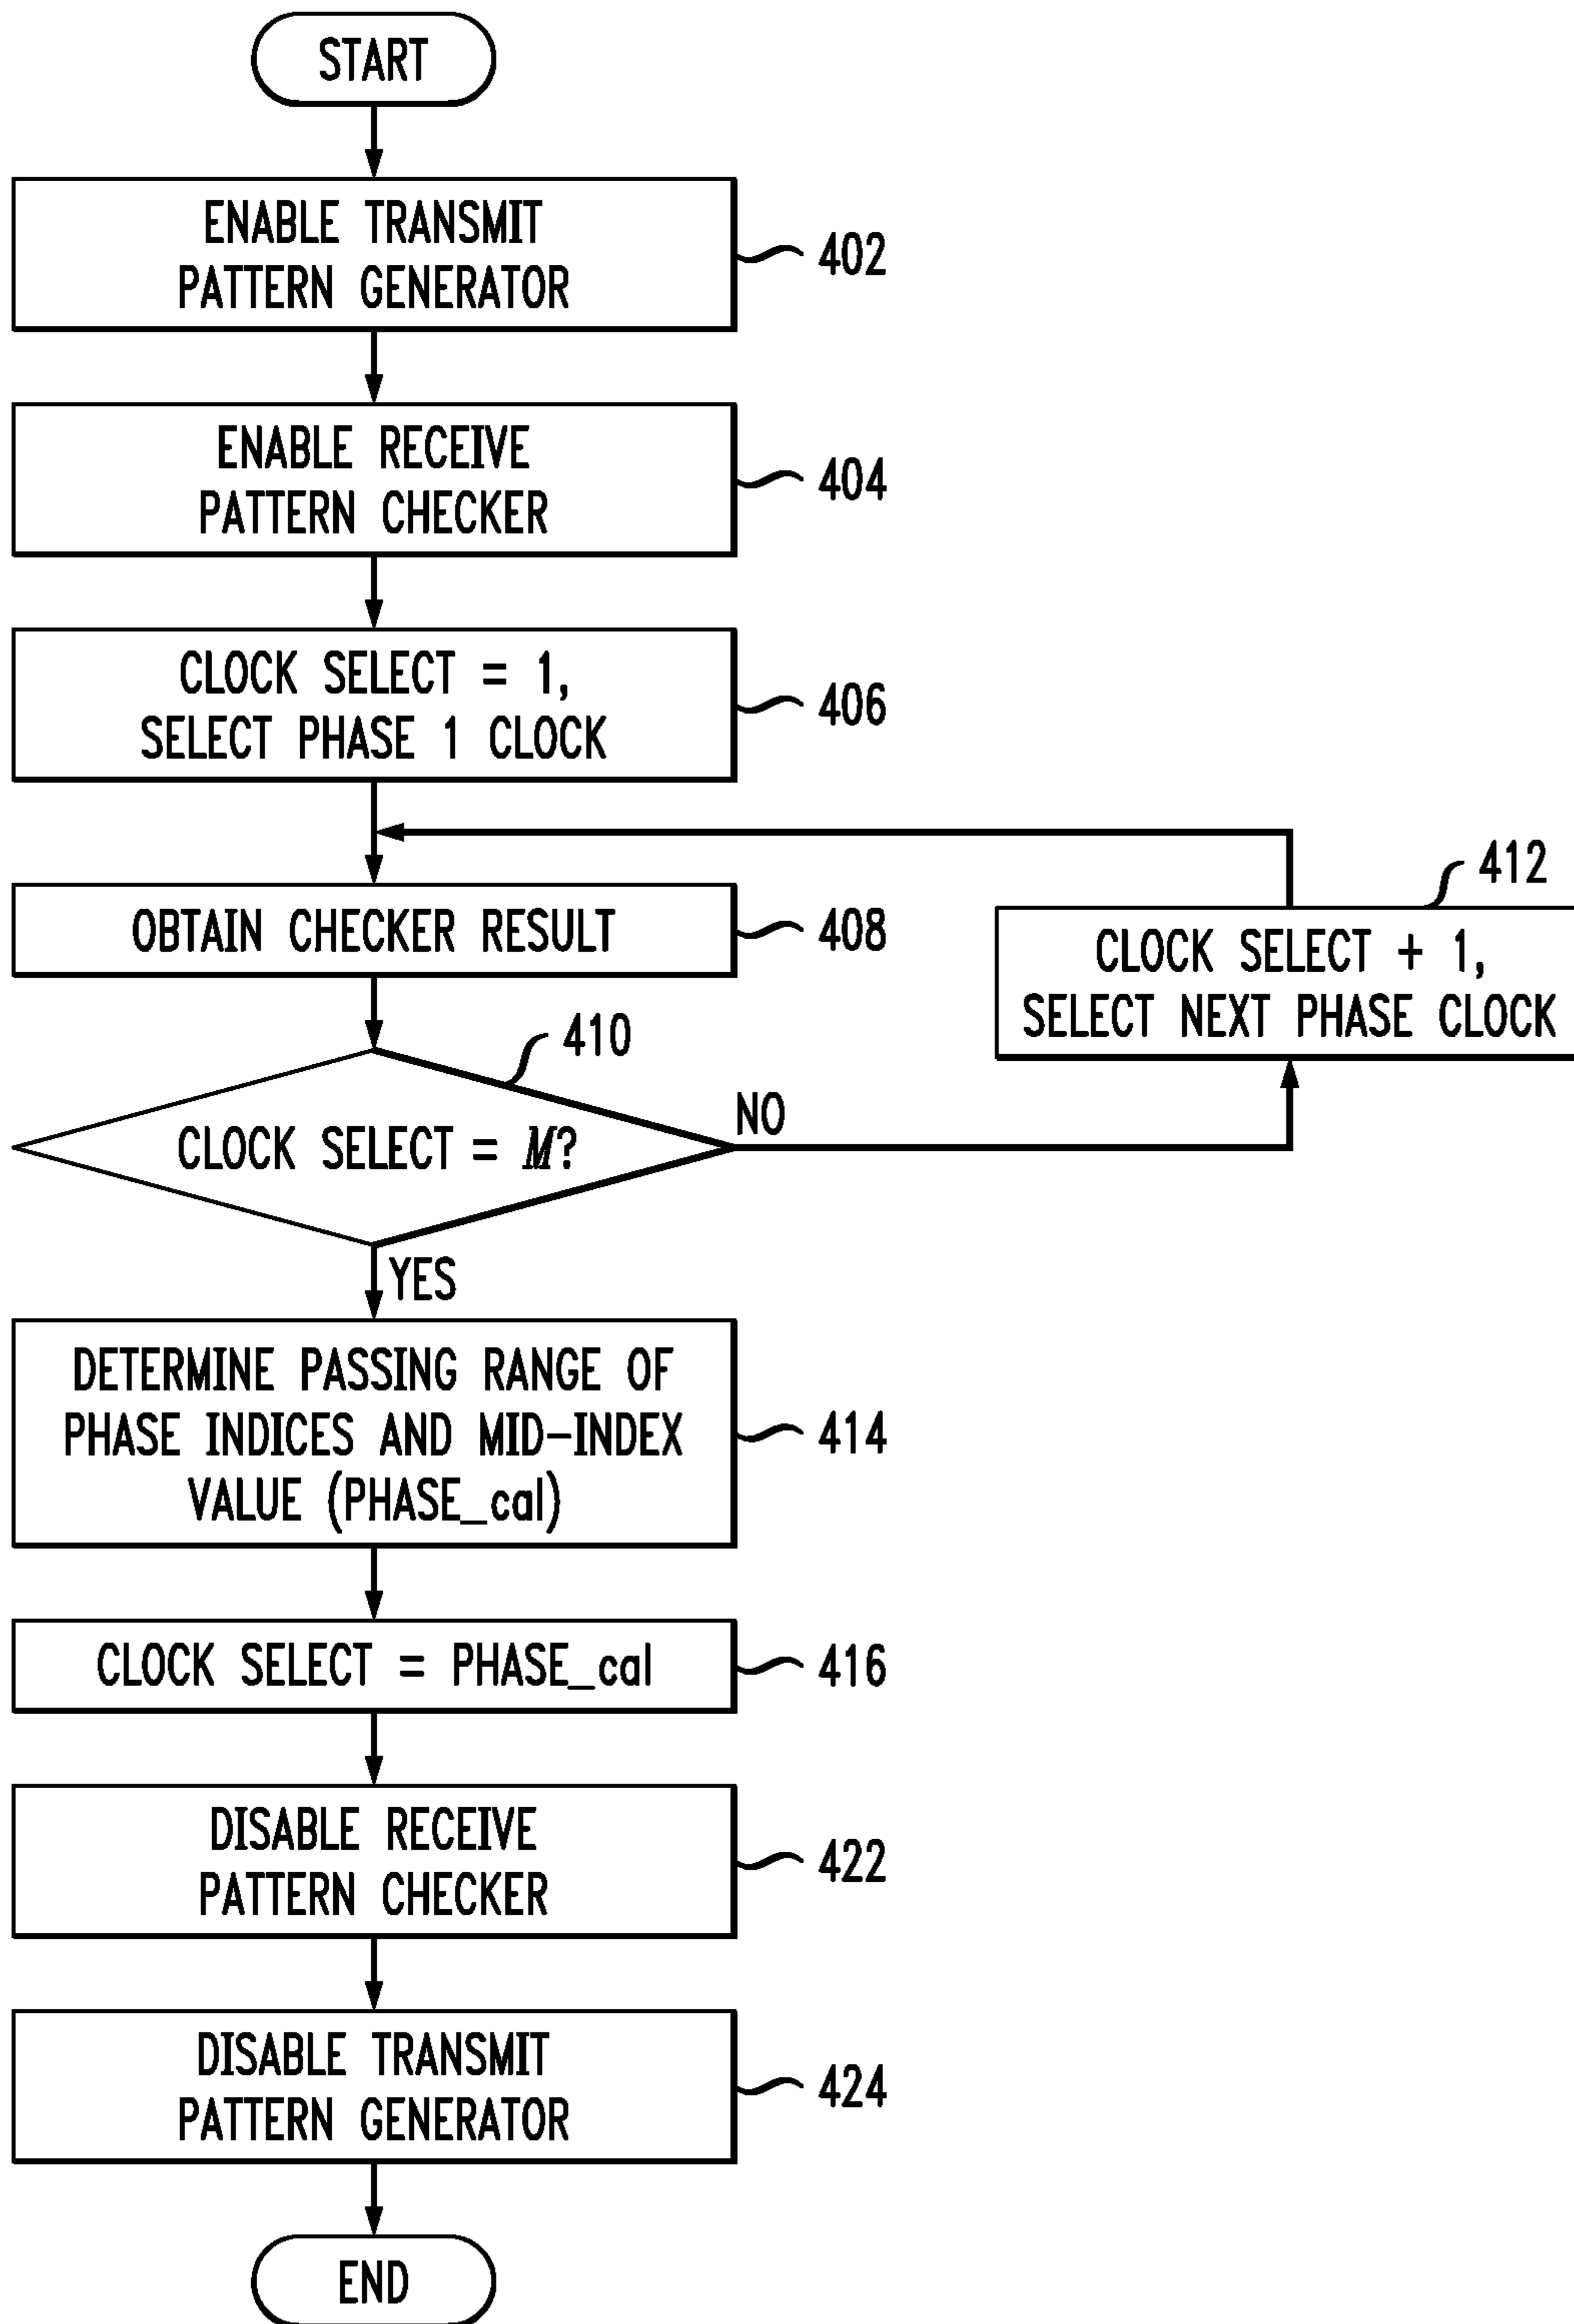 START
ENABLE TRANSMIT
PATTERN GENERATOR
402
ENABLE RECEIVE
PATTERN CHECKER
404
CLOCK SELECT = 1,
SELECT PHASE 1 CLOCK
406
OBTAIN CHECKER RESULT
408
412
CLOCK SELECT + 1,
SELECT NEXT PHASE CLOCK
410
CLOCK SELECT = M?
NO
YES
DETERMINE PASSING RANGE OF
PHASE INDICES AND MID-INDEX
VALUE (PHASE_cal)
414
CLOCK SELECT = PHASE_cal
416
DISABLE RECEIVE
PATTERN CHECKER
422
DISABLE TRANSMIT
PATTERN GENERATOR
424
END